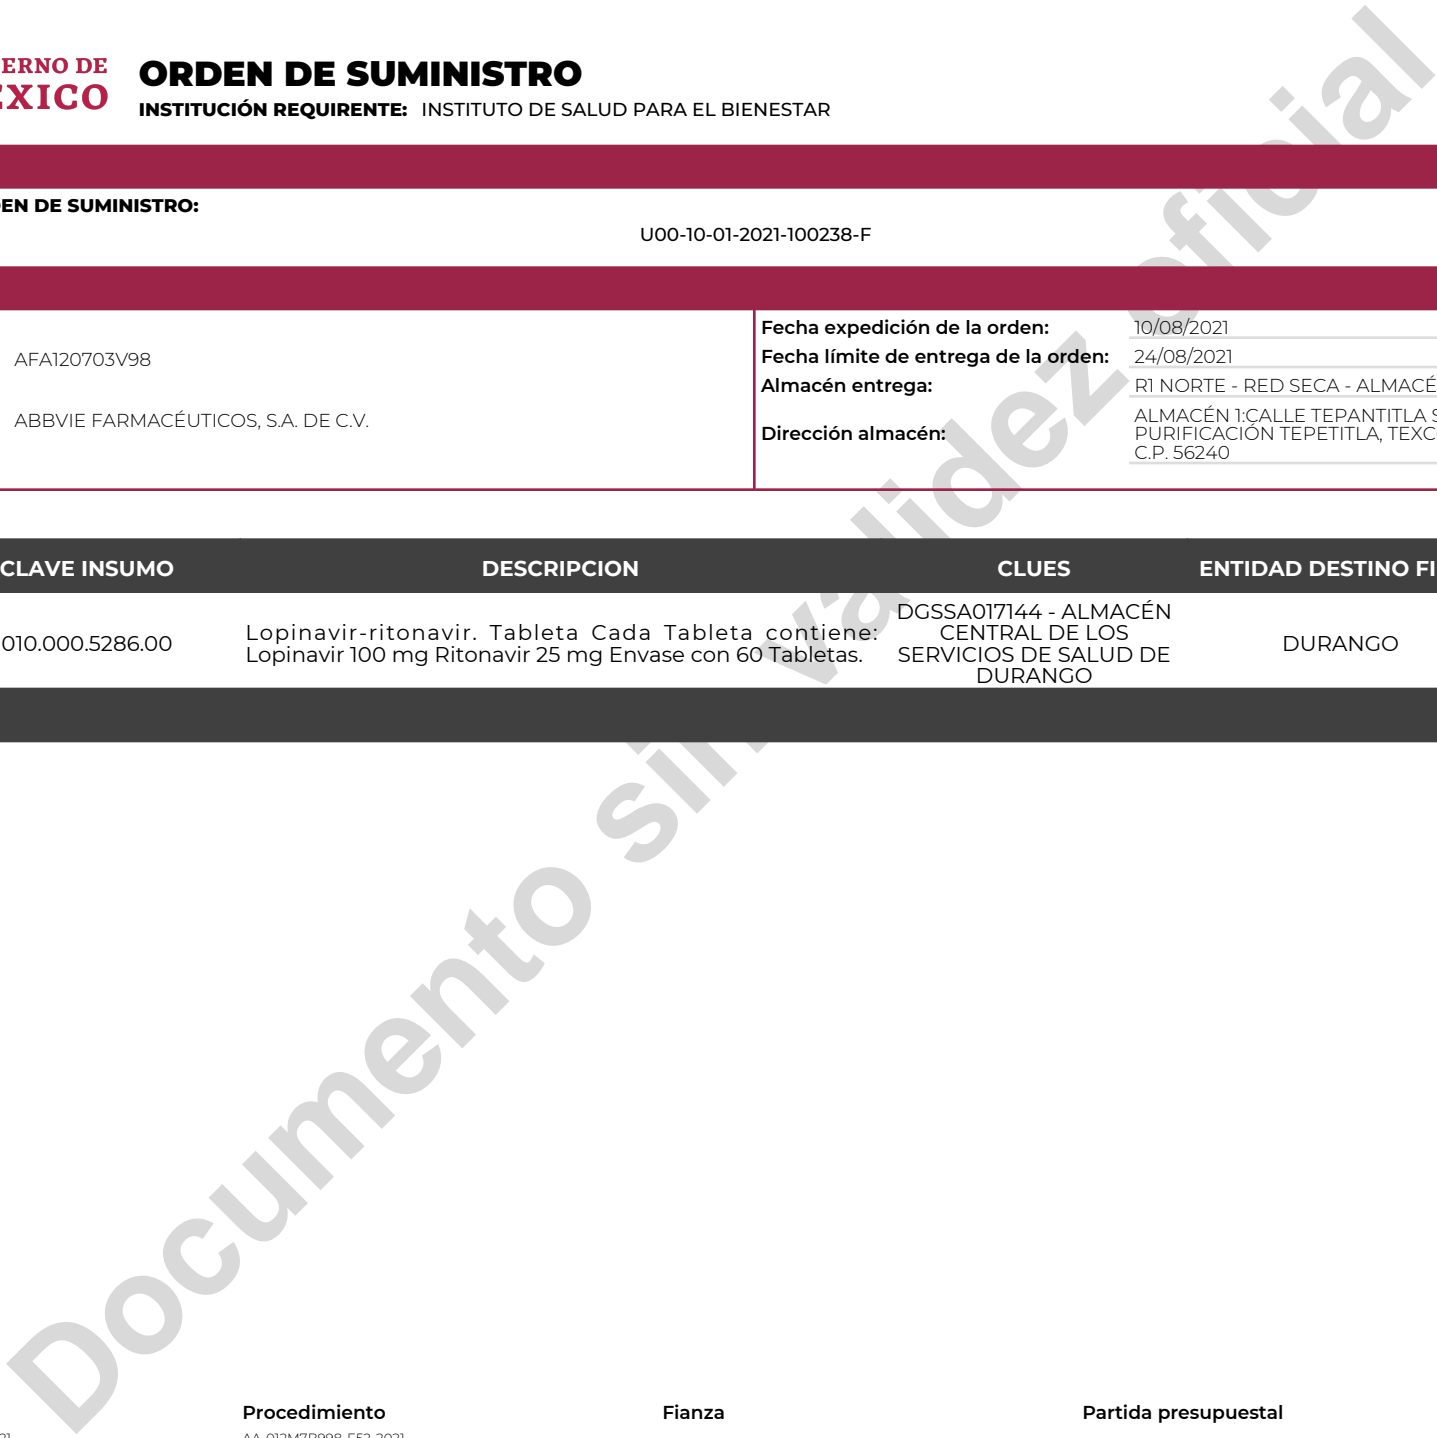 ERNO DE
ÉXICO
ORDEN DE SUMINISTRO
INSTITUCIÓN REQUIRENTE: INSTITUTO DE SALUD PARA EL BIENESTAR
EN DE SUMINISTRO:
U00-10-01-2021-100238-F
AFA120703V98
ABBVIE FARMACÉUTICOS, S.A. DE C.V.
Fecha expedición de la orden: 10/08/2021
Fecha límite de entrega de la orden: 24/08/2021
Almacén entrega: R1 NORTE - RED SECA - ALMACÉ
Dirección almacén: ALMACÉN 1:CALLE TEPANTITLA S
PURIFICACIÓN TEPETITLA, TEXC
C.P. 56240
CLAVE INSUMO DESCRIPCION CLUES ENTIDAD DESTINO FI
010.000.5286.00
Lopinavir-ritonavir. Tableta Cada Tableta contiene:
Lopinavir 100 mg Ritonavir 25 mg Envase con 60 Tabletas.
DGSSA017144 - ALMACÉN
CENTRAL DE LOS
SERVICIOS DE SALUD DE
DURANGO
DURANGO
Documento sin validez oficial
Procedimiento Fianza Partida presupuestal